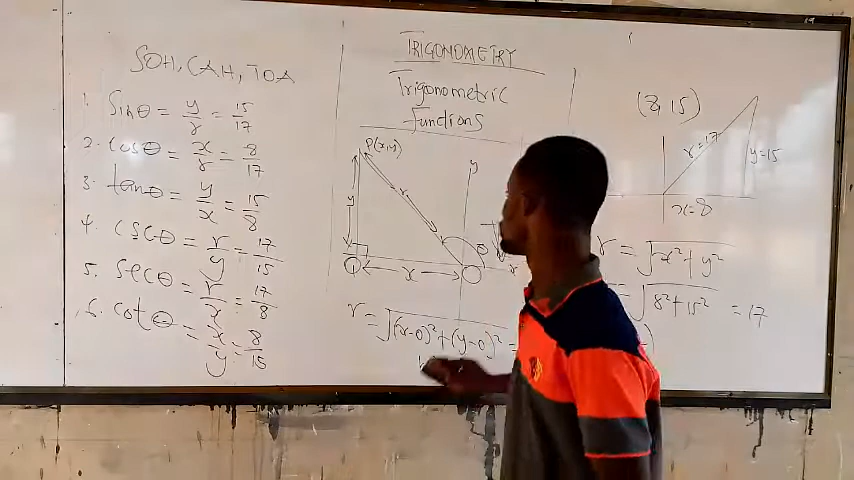 SOH, CAH, TOA
1. Sinθ = y/r = 15/17
2. Cosθ = x/r = 8/17
3. tanθ = y/x = 15/8
4. CSCθ = r/y = 17/15
5. Secθ = r/x = 17/8
6. Cotθ = x/y = 8/15
TRIGONOMETRY
Trigonometric
Functions
P(x,y)
y
y
r
θ
Q
x
O
r = √(x-0)²+(y-0)² =
(8, 15)
r=17
y=15
x=8
r = √x²+y²
= √8²+15² = 17